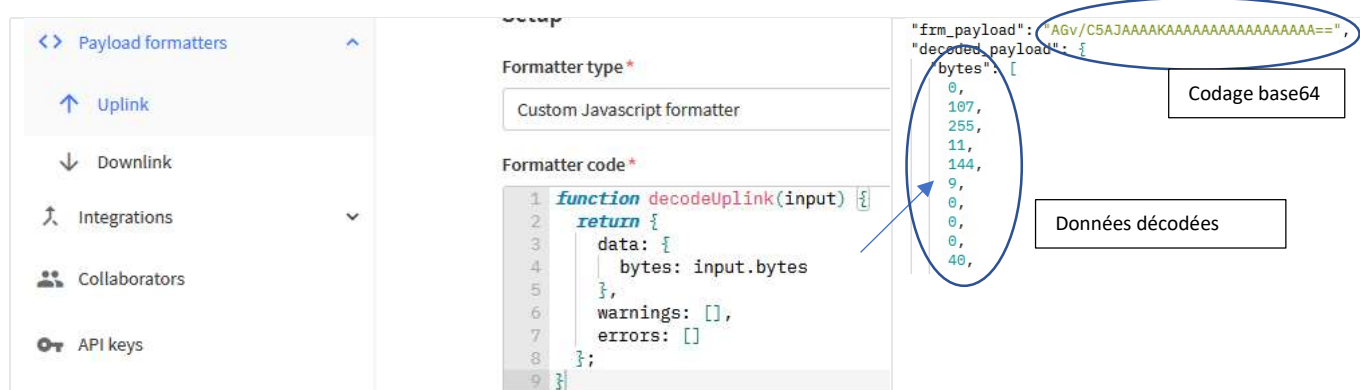 Payload formatters
Uplink
Downlink
Integrations
Collaborators
API keys
Setup
Formatter type*
Custom Javascript formatter
Formatter code*
1 function decodeUplink(input) {
2 return {
3 data: {
4 bytes: input.bytes
5 },
6 warnings: [],
7 errors: []
8 };
9 }
"frm_payload": "AGv/C5AJAAAAKAAAAAAAAAAAAAAAAAA==",
"decoded_payload": {
"bytes": [
0,
107,
255,
11,
144,
9,
0,
0,
0,
40,
Codage base64
Données décodées